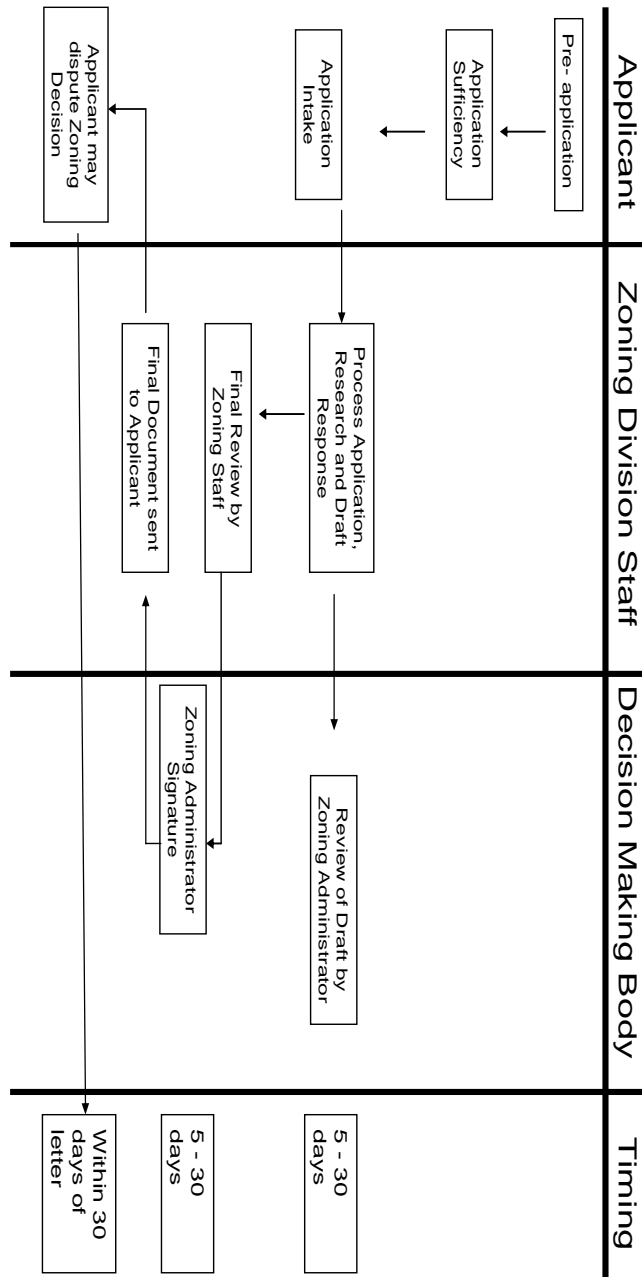 Applicant
Zoning Division Staff
Decision Making Body
Timing
Pre- application
Application
Sufficiency
Application
Intake
Process Application,
Research and Draft
Response
Review of Draft by
Zoning Administrator
5 - 30
days
Final Review by
Zoning Staff
Zoning Administrator
Signature
5 - 30
days
Final Document sent
to Applicant
Applicant may
dispute Zoning
Decision
Within 30
days of
letter